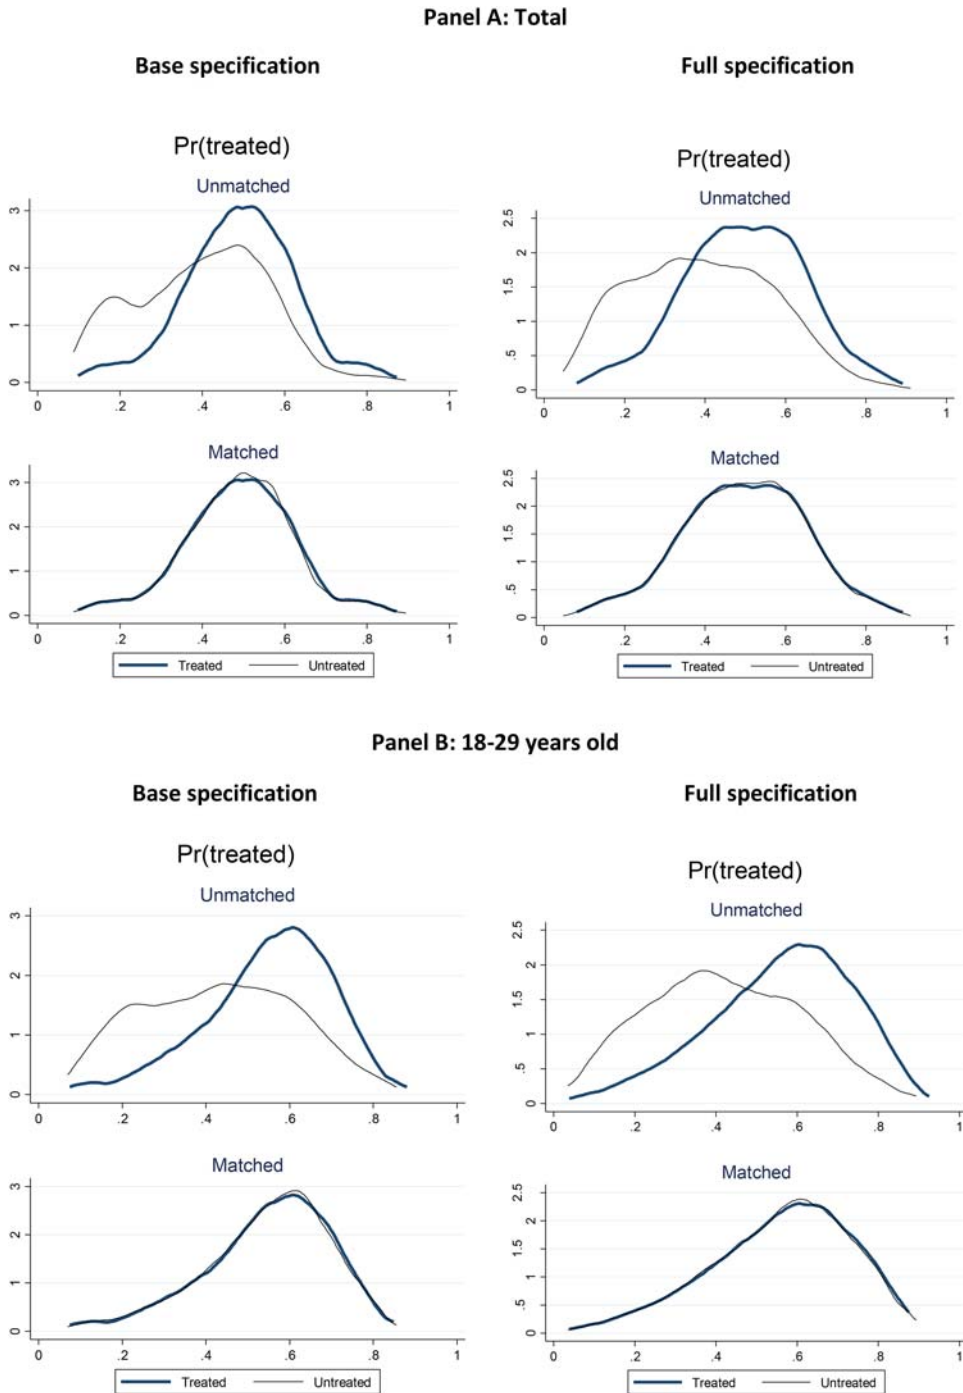 Panel A: Total
Base specification
Full specification
Pr(treated)
Unmatched
0 1 2 3
0 .2 .4 .6 .8 1
Matched
0 1 2 3
0 .2 .4 .6 .8 1
Treated Untreated
Pr(treated)
Unmatched
0 .5 1 1.5 2 2.5
0 .2 .4 .6 .8 1
Matched
0 .5 1 1.5 2 2.5
0 .2 .4 .6 .8 1
Treated Untreated
Panel B: 18-29 years old
Base specification
Full specification
Pr(treated)
Unmatched
0 1 2 3
0 .2 .4 .6 .8 1
Matched
0 1 2 3
0 .2 .4 .6 .8 1
Treated Untreated
Pr(treated)
Unmatched
0 .5 1 1.5 2 2.5
0 .2 .4 .6 .8 1
Matched
0 .5 1 1.5 2 2.5
0 .2 .4 .6 .8 1
Treated Untreated